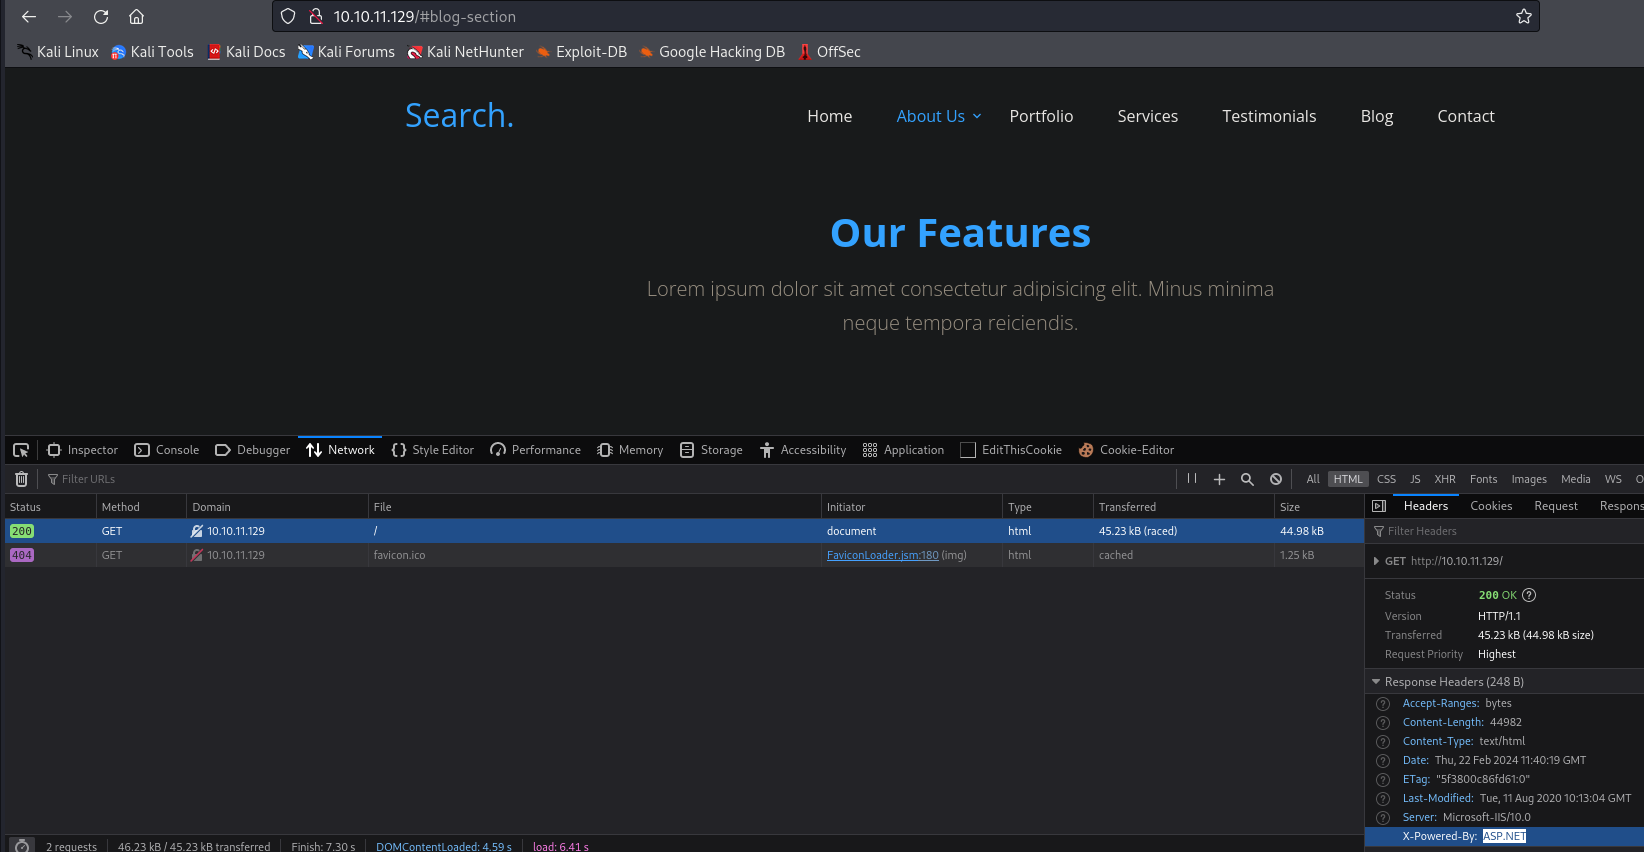 10.10.11.129/#blog-section
Kali Linux Kali Tools Kali Docs Kali Forums Kali NetHunter Exploit-DB Google Hacking DB OffSec
Search. Home About Us Portfolio Services Testimonials Blog Contact
Our Features
Lorem ipsum dolor sit amet consectetur adipisicing elit. Minus minima
neque tempora reiciendis.
Inspector Console Debugger Network Style Editor Performance Memory Storage Accessibility Application EditThisCookie Cookie-Editor
Filter URLs All HTML CSS JS XHR Fonts Images Media WS O
Status Method Domain File Initiator Type Transferred Size
200 GET 10.10.11.129 / document html 45.23 kB (raced) 44.98 kB
404 GET 10.10.11.129 favicon.ico FaviconLoader.jsm:180 (img) html cached 1.25 kB
Headers Cookies Request Respons
Filter Headers
GET http://10.10.11.129/
Status 200 OK
Version HTTP/1.1
Transferred 45.23 kB (44.98 kB size)
Request Priority Highest
Response Headers (248 B)
Accept-Ranges: bytes
Content-Length: 44982
Content-Type: text/html
Date: Thu, 22 Feb 2024 11:40:19 GMT
ETag: "5f3800c86fd61:0"
Last-Modified: Tue, 11 Aug 2020 10:13:04 GMT
Server: Microsoft-IIS/10.0
X-Powered-By: ASP.NET
2 requests 46.23 kB / 45.23 kB transferred Finish: 7.30 s DOMContentLoaded: 4.59 s load: 6.41 s